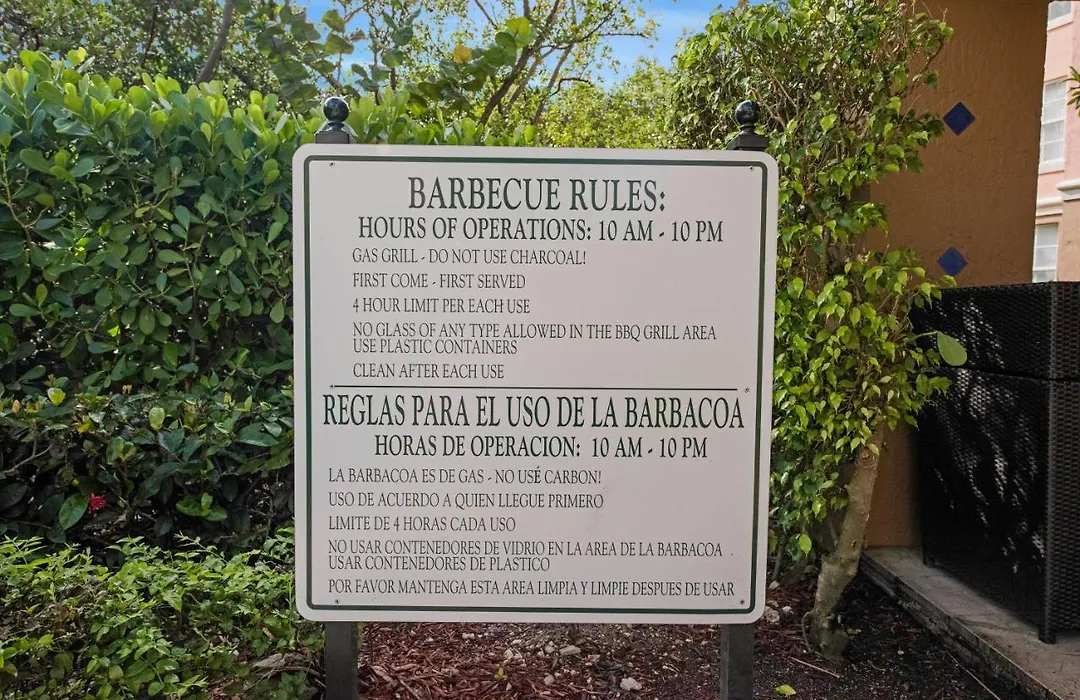 BARBECUE RULES:
HOURS OF OPERATIONS: 10 AM - 10 PM
GAS GRILL - DO NOT USE CHARCOAL!
FIRST COME - FIRST SERVED
4 HOUR LIMIT PER EACH USE
NO GLASS OF ANY TYPE ALLOWED IN THE BBQ GRILL AREA
USE PLASTIC CONTAINERS
CLEAN AFTER EACH USE
REGLAS PARA EL USO DE LA BARBACOA
HORAS DE OPERACION: 10 AM - 10 PM
LA BARBACOA ES DE GAS - NO USÉ CARBON!
USO DE ACUERDO A QUIEN LLEGUE PRIMERO
LIMITE DE 4 HORAS CADA USO
NO USAR CONTENEDORES DE VIDRIO EN LA AREA DE LA BARBACOA .
USAR CONTENEDORES DE PLASTICO
POR FAVOR MANTENGA ESTA AREA LIMPIA Y LIMPIE DESPUES DE USAR